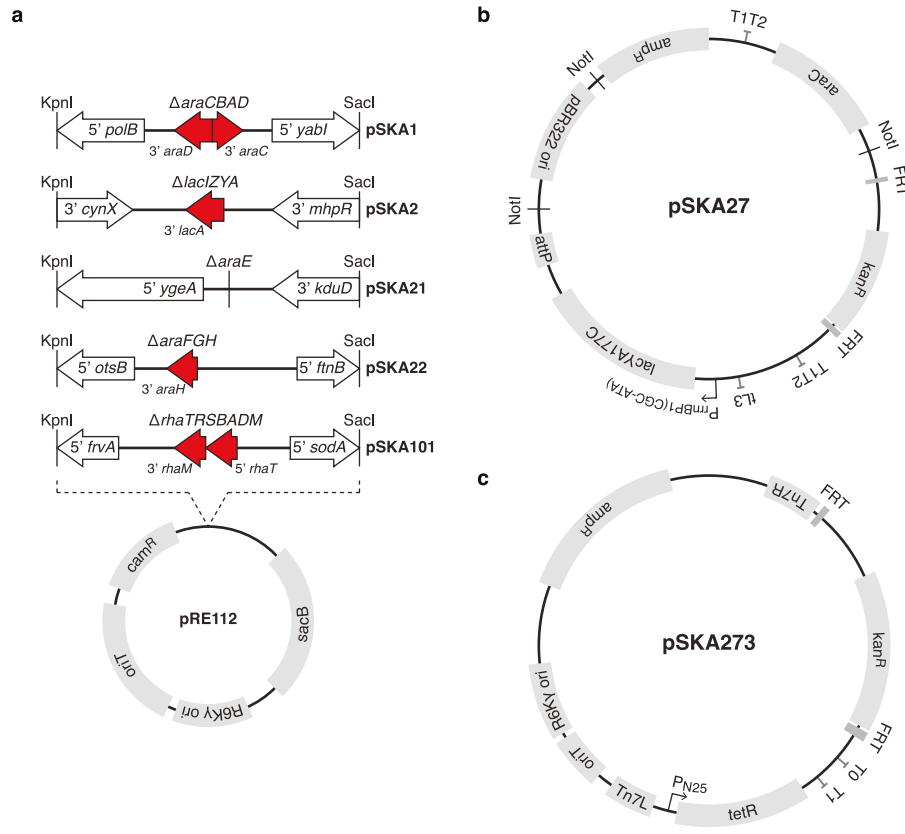 a
KpnI ΔaraCBAD SacI
5' polB 5' yabI pSKA1
3' araD 3' araC
KpnI ΔlacIZYA SacI
3' cynX 3' mhpR pSKA2
3' lacA
KpnI ΔaraE SacI
5' ygeA 3' kduD pSKA21
KpnI ΔaraFGH SacI
5' otsB 5' ftnB pSKA22
3' araH
KpnI ΔrhaTRSBADM SacI
5' frvA 5' sodA pSKA101
3' rhaM 5' rhaT
camR
sacB
pRE112
oriT
R6Kγ ori
b
T1T2
ampR
araC
NotI
pBR322 ori
NotI
FRT
NotI
pSKA27
attP
kanR
lacYA177C
FRT
T1T2
tL3
PrrnBP1(CGC-ATA)
c
Tn7R
FRT
ampR
pSKA273
kanR
R6Kγ ori
FRT
oriT
T0
T1
Tn7L
PN25
tetR